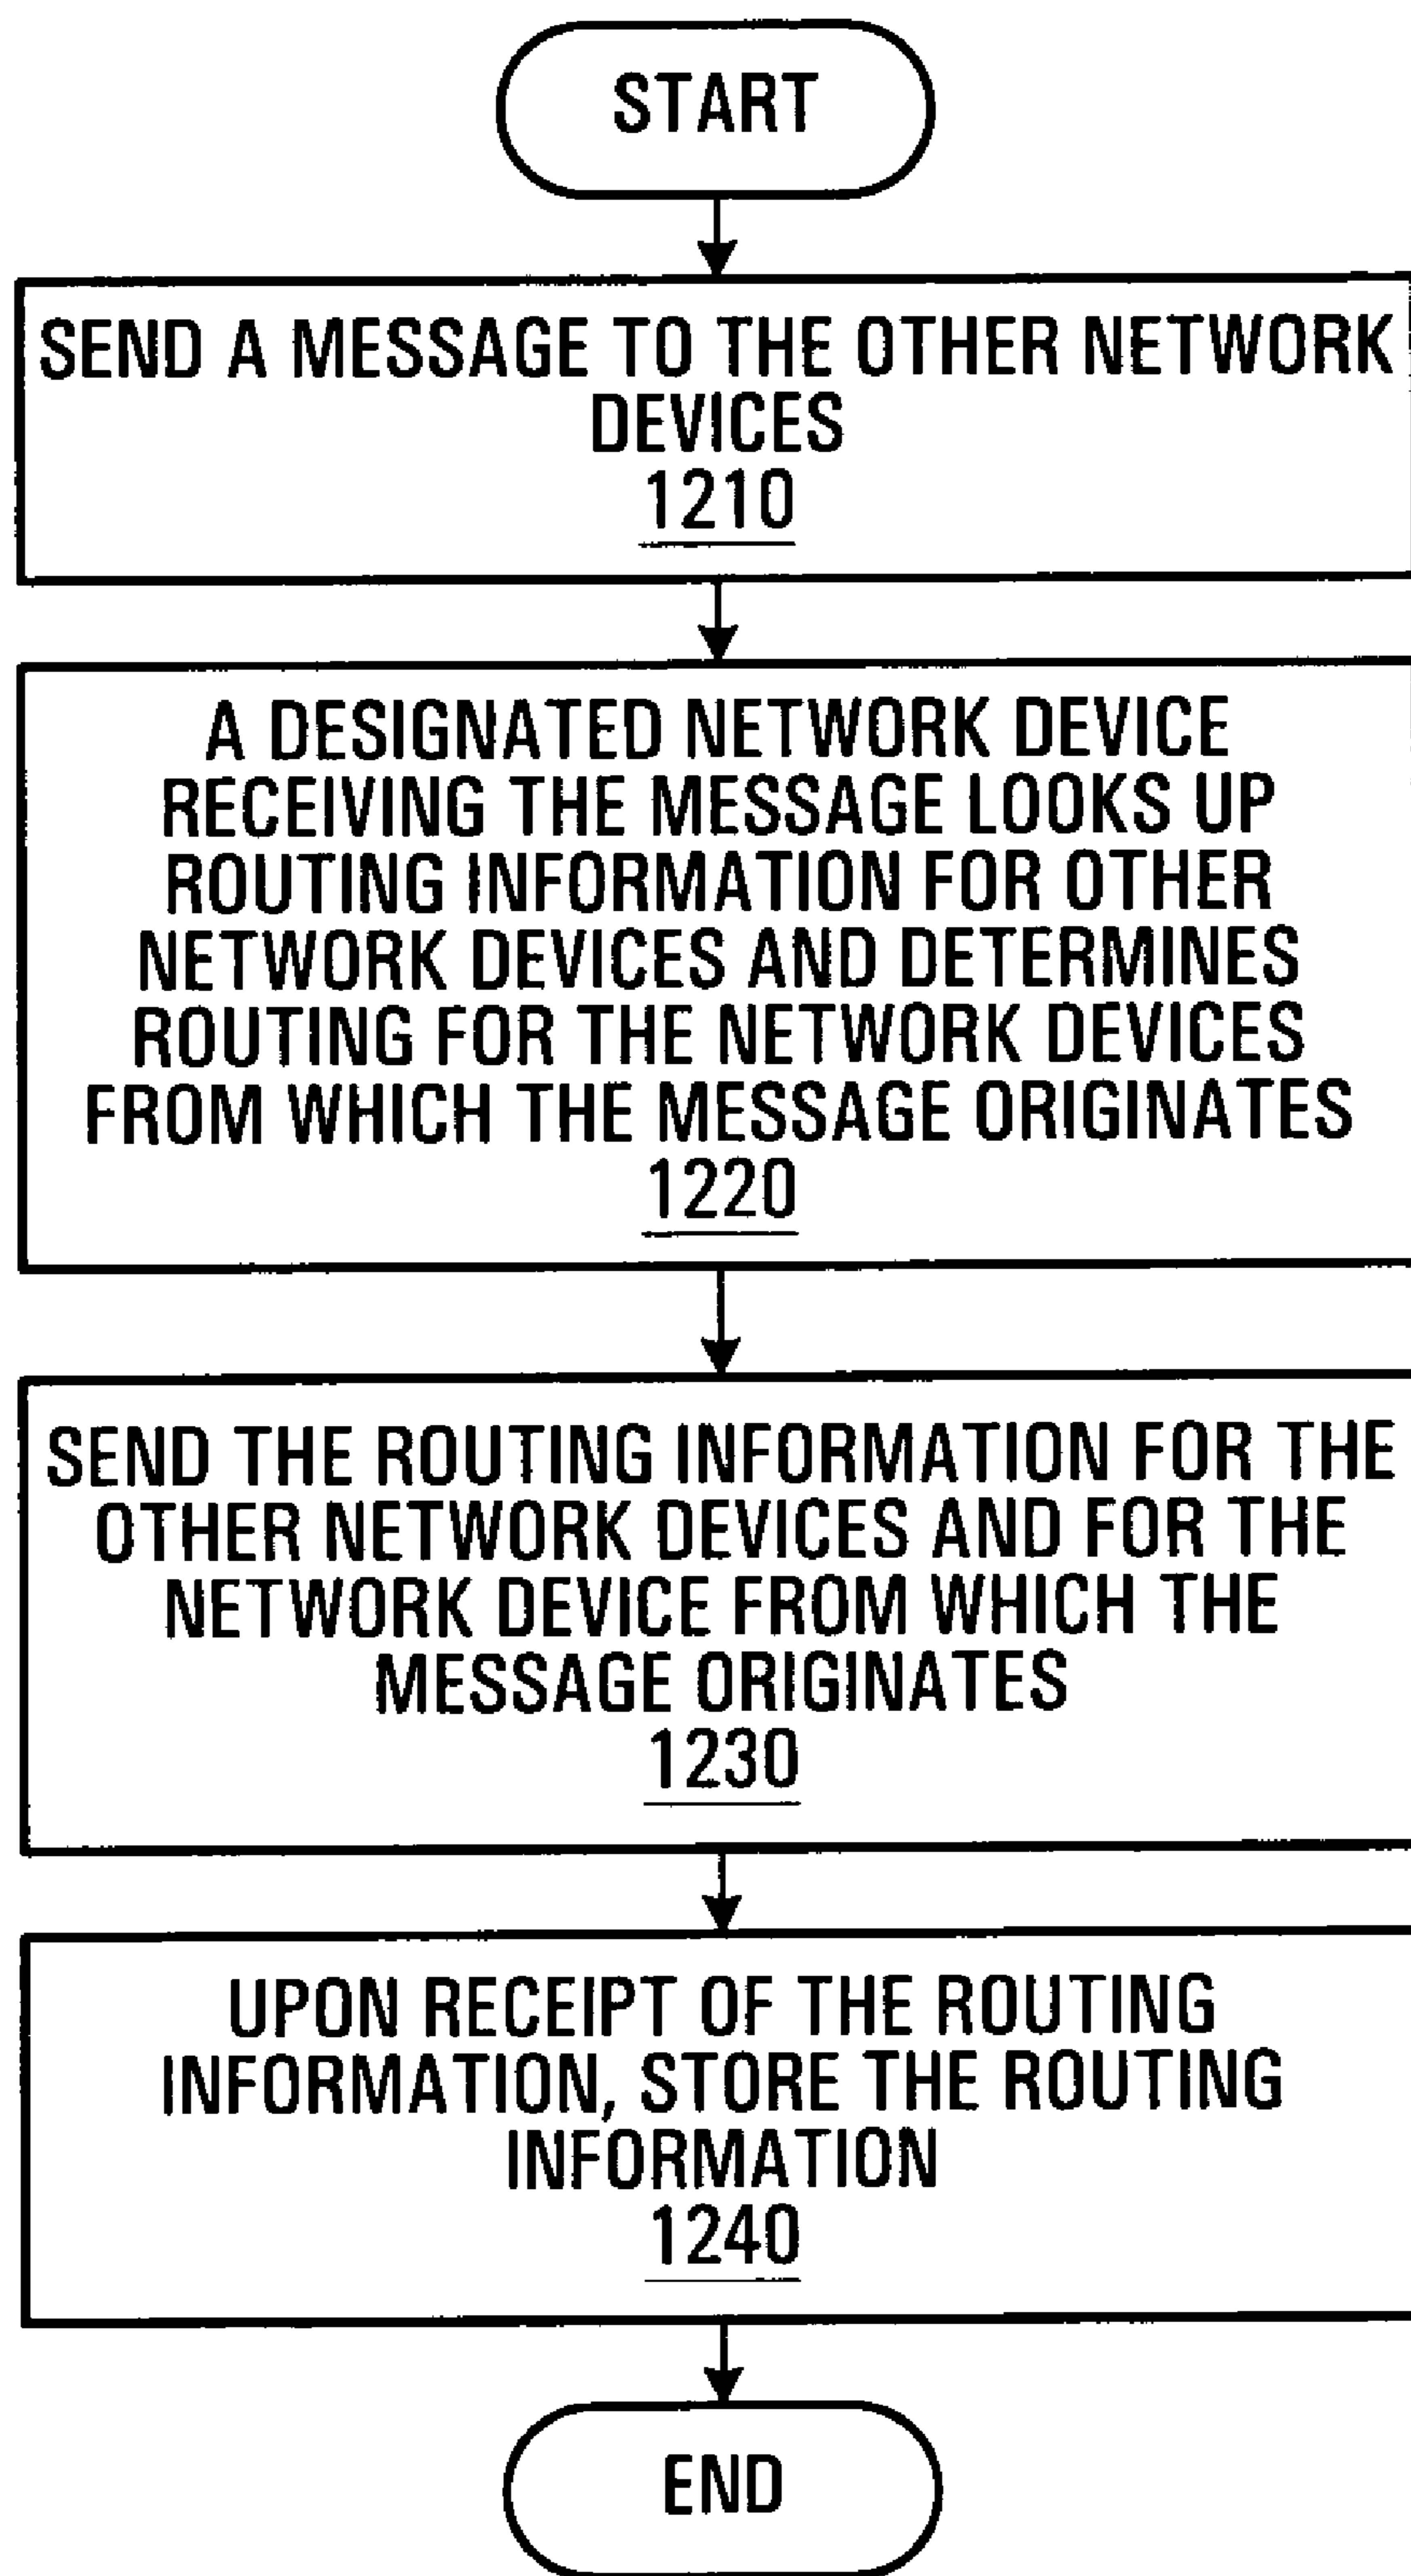 START
SEND A MESSAGE TO THE OTHER NETWORK
DEVICES
1210
A DESIGNATED NETWORK DEVICE
RECEIVING THE MESSAGE LOOKS UP
ROUTING INFORMATION FOR OTHER
NETWORK DEVICES AND DETERMINES
ROUTING FOR THE NETWORK DEVICES
FROM WHICH THE MESSAGE ORIGINATES
1220
SEND THE ROUTING INFORMATION FOR THE
OTHER NETWORK DEVICES AND FOR THE
NETWORK DEVICE FROM WHICH THE
MESSAGE ORIGINATES
1230
UPON RECEIPT OF THE ROUTING
INFORMATION, STORE THE ROUTING
INFORMATION
1240
END